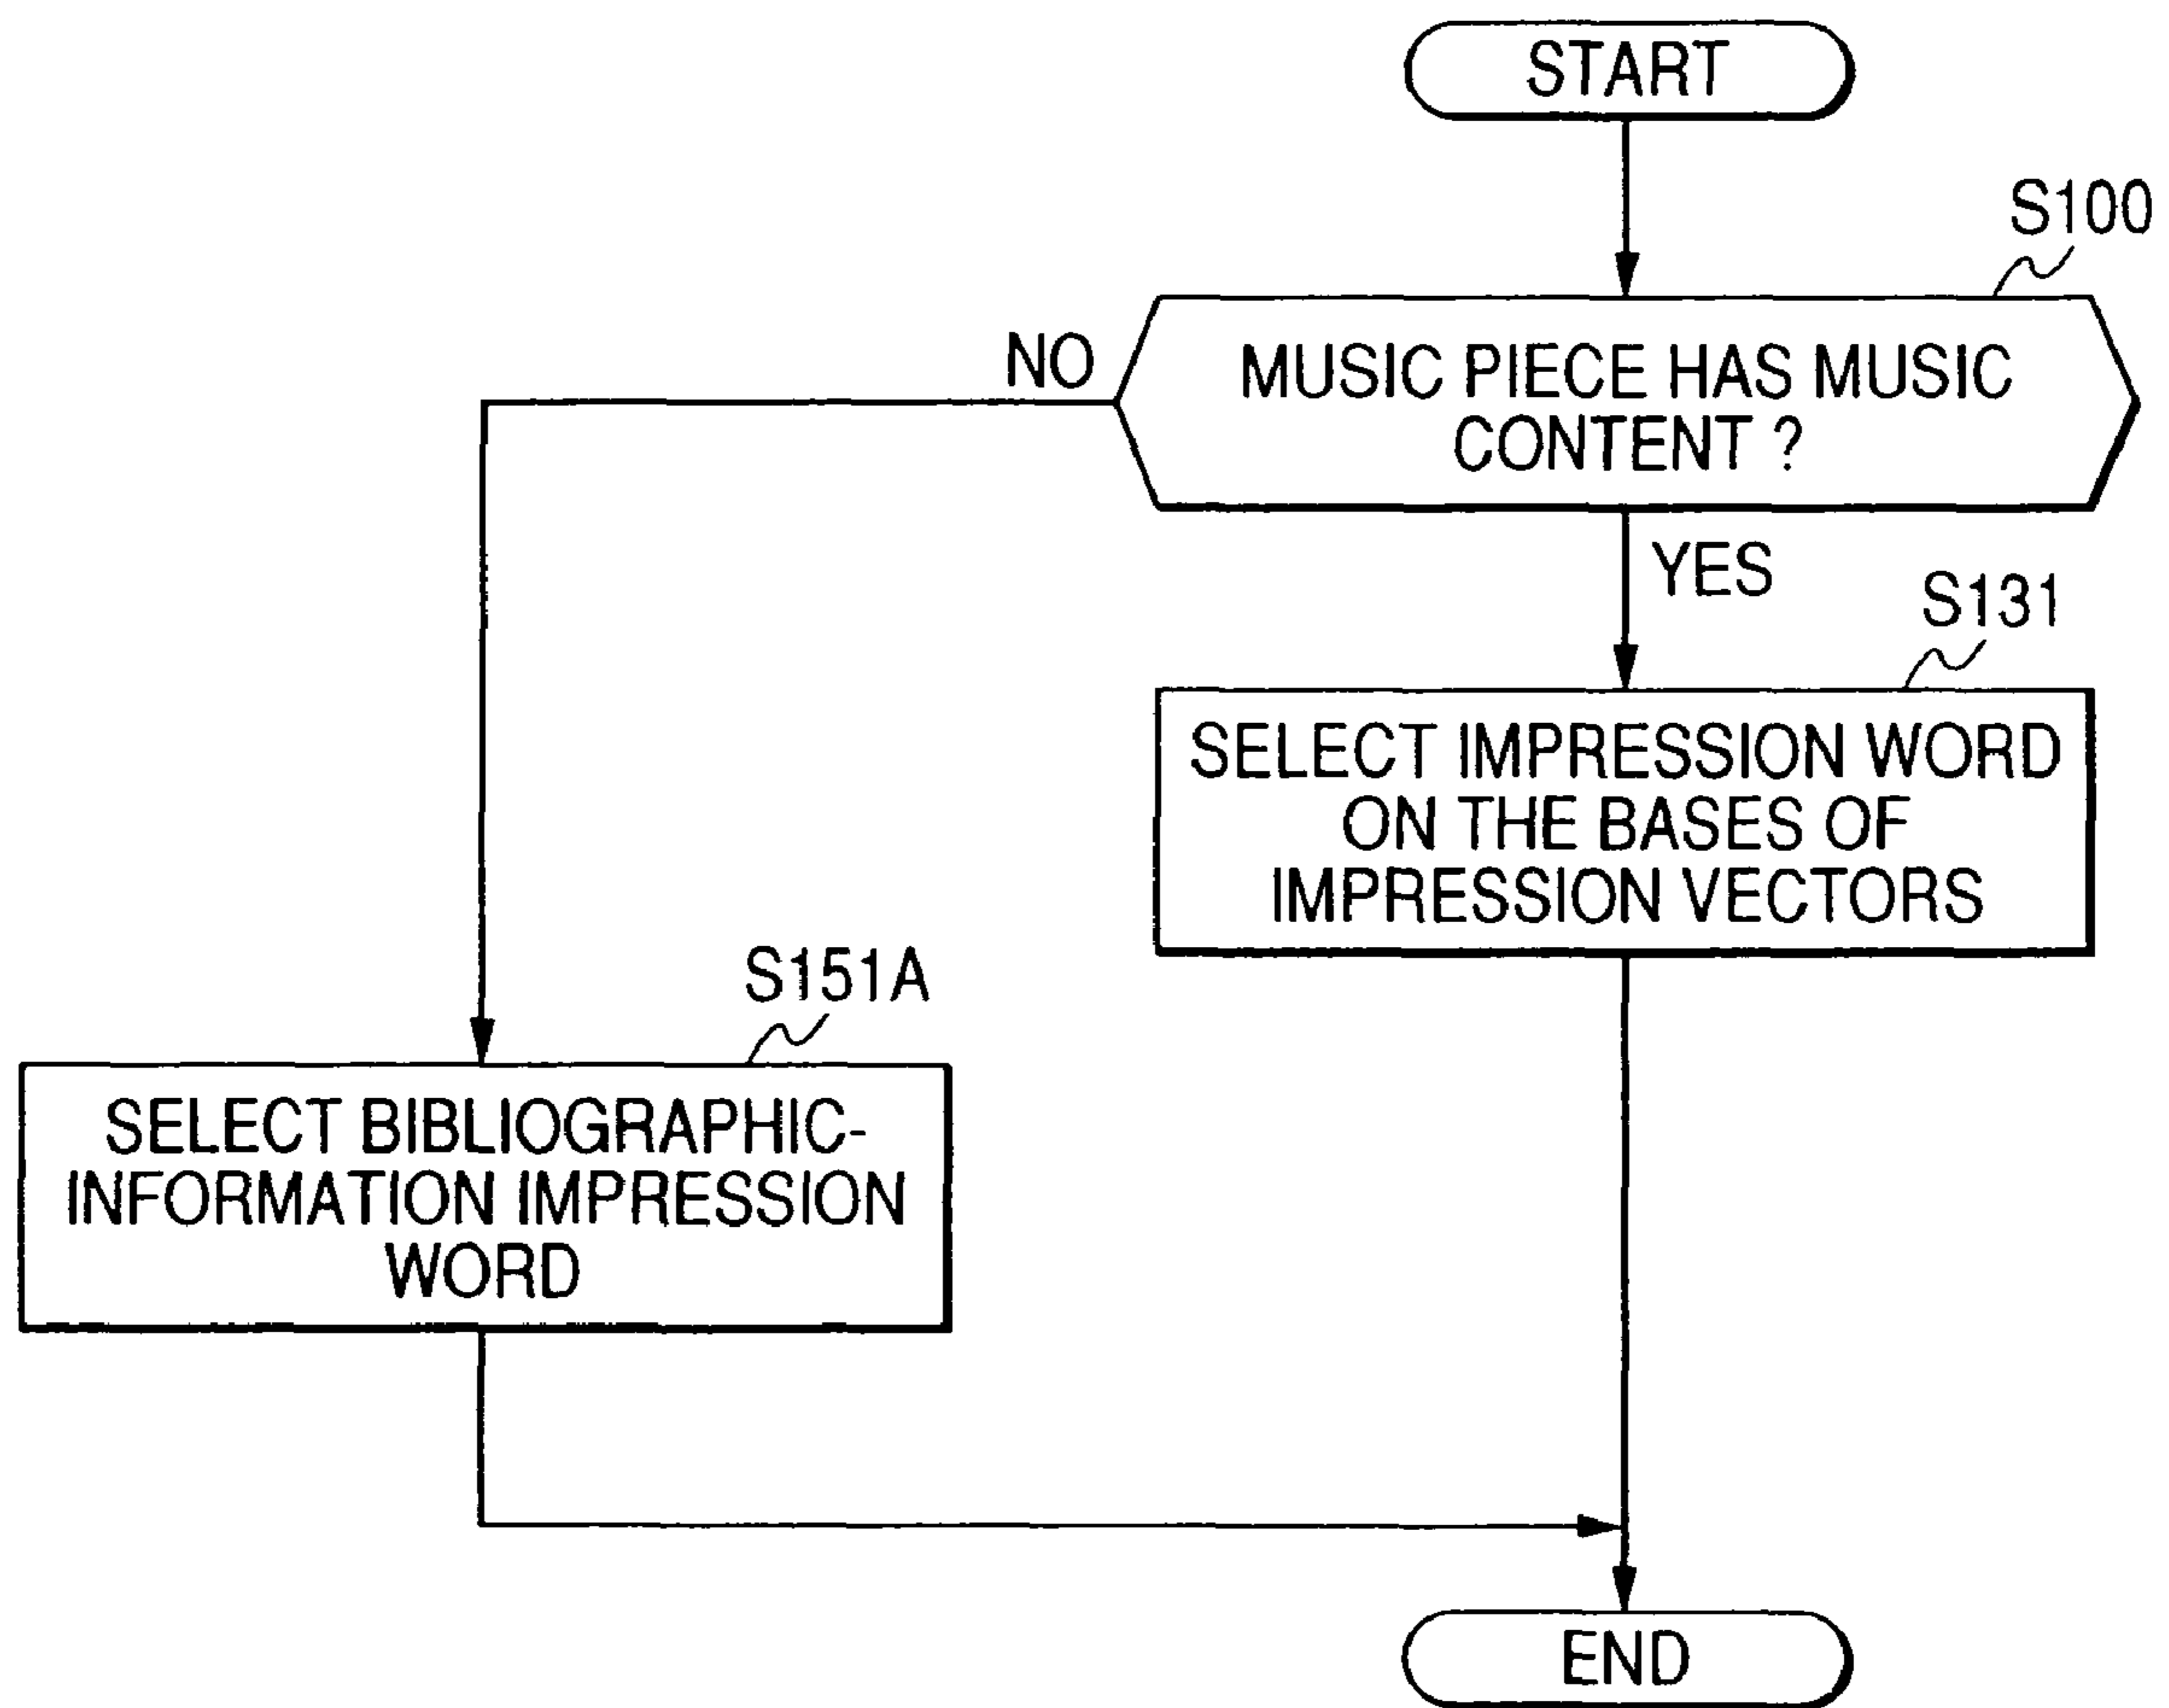 START
S100
NO
MUSIC PIECE HAS MUSIC
CONTENT ?
YES
S131
SELECT IMPRESSION WORD
ON THE BASES OF
IMPRESSION VECTORS
S151A
SELECT BIBLIOGRAPHIC-
INFORMATION IMPRESSION
WORD
END